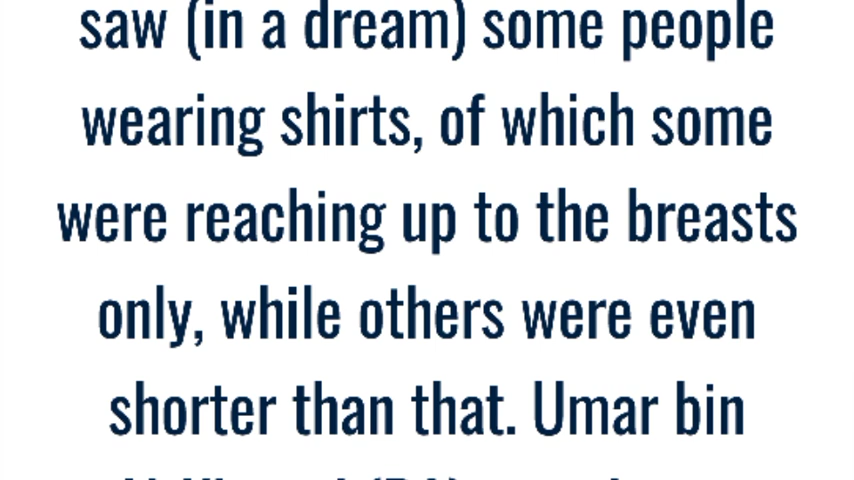 saw (in a dream) some people
wearing shirts, of which some
were reaching up to the breasts
only, while others were even
shorter than that. Umar bin